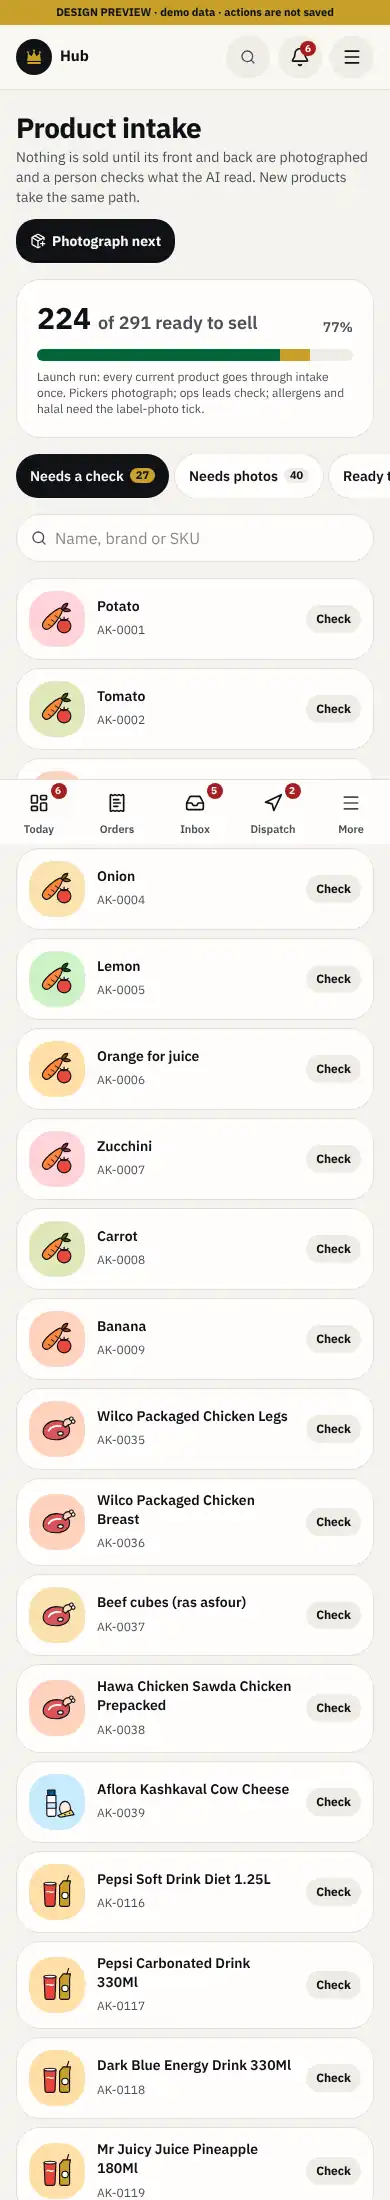 DESIGN PREVIEW · demo data · actions are not saved
Hub
6
Product intake
Nothing is sold until its front and back are photographed
and a person checks what the AI read. New products
take the same path.
Photograph next
224 of 291 ready to sell
77%
Launch run: every current product goes through intake
once. Pickers photograph; ops leads check; allergens and
halal need the label-photo tick.
Needs a check 27
Needs photos 40
Ready t
Name, brand or SKU
Potato
AK-0001
Check
Tomato
AK-0002
Check
6
5
2
Today
Orders
Inbox
Dispatch
More
Onion
AK-0004
Check
Lemon
AK-0005
Check
Orange for juice
AK-0006
Check
Zucchini
AK-0007
Check
Carrot
AK-0008
Check
Banana
AK-0009
Check
Wilco Packaged Chicken Legs
AK-0035
Check
Wilco Packaged Chicken
Breast
AK-0036
Check
Beef cubes (ras asfour)
AK-0037
Check
Hawa Chicken Sawda Chicken
Prepacked
AK-0038
Check
Aflora Kashkaval Cow Cheese
AK-0039
Check
Pepsi Soft Drink Diet 1.25L
AK-0116
Check
Pepsi Carbonated Drink
330Ml
AK-0117
Check
Dark Blue Energy Drink 330Ml
AK-0118
Check
Mr Juicy Juice Pineapple
180Ml
AK-0119
Check